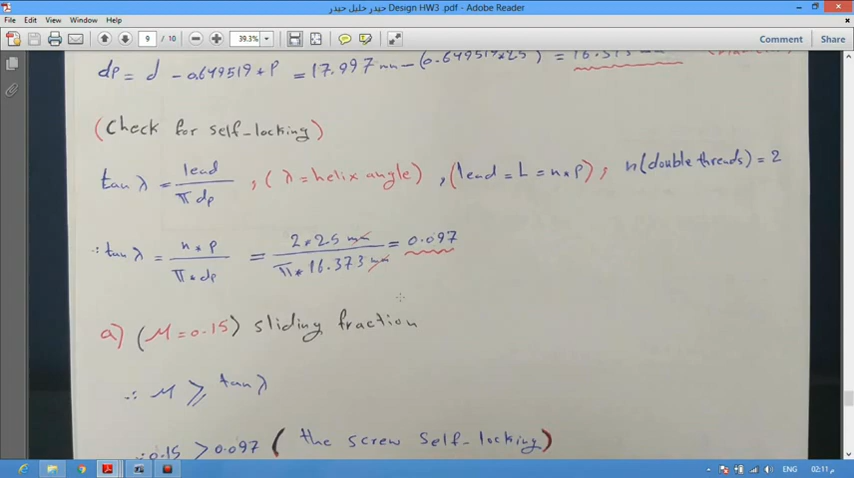 حيدر خليل حيدر Design HW3 .pdf - Adobe Reader
File Edit View Window Help
9 / 10 39.3% Comment Share
dp = d - 0.649519 * P = 17.997 mm - (0.649519*2.5) = 16.373
(Check for self-locking)
tan λ = lead / π dp , (λ = helix angle) , (lead = L = n * p) , n (double threads) = 2
∴ tan λ = n * p / π * dp = 2 * 2.5 mm / π * 16.373 mm = 0.097
a) (M = 0.15) sliding fraction
∴ M ⩾ tan λ
∴ 0.15 > 0.097 ( the screw self-locking)
ENG 02:11 م